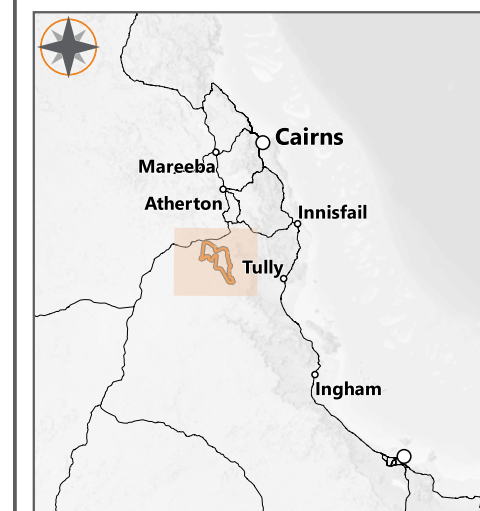 Cairns
Mareeba
Atherton
Innisfail
Tully
Ingham